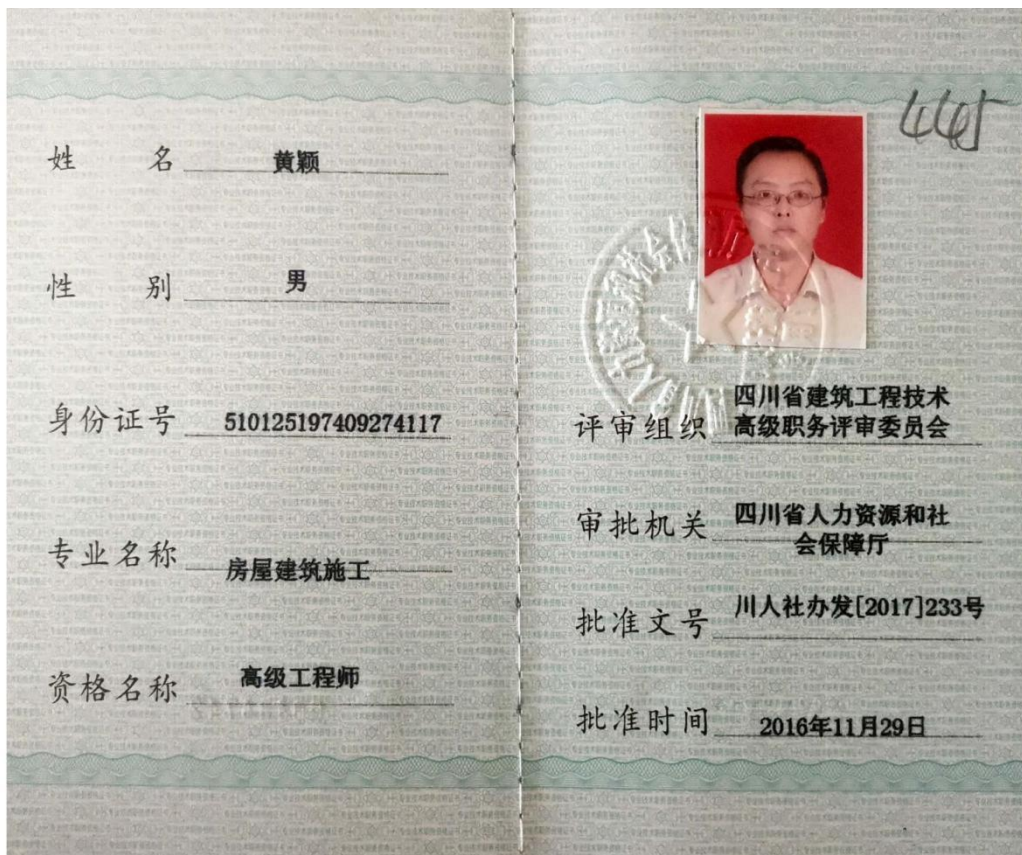 姓名 黄颖
性别 男
身份证号 510125197409274117
专业名称 房屋建筑施工
资格名称 高级工程师
445
评审组织 四川省建筑工程技术
高级职务评审委员会
审批机关 四川省人力资源和社
会保障厅
批准文号 川人社办发[2017]233号
批准时间 2016年11月29日